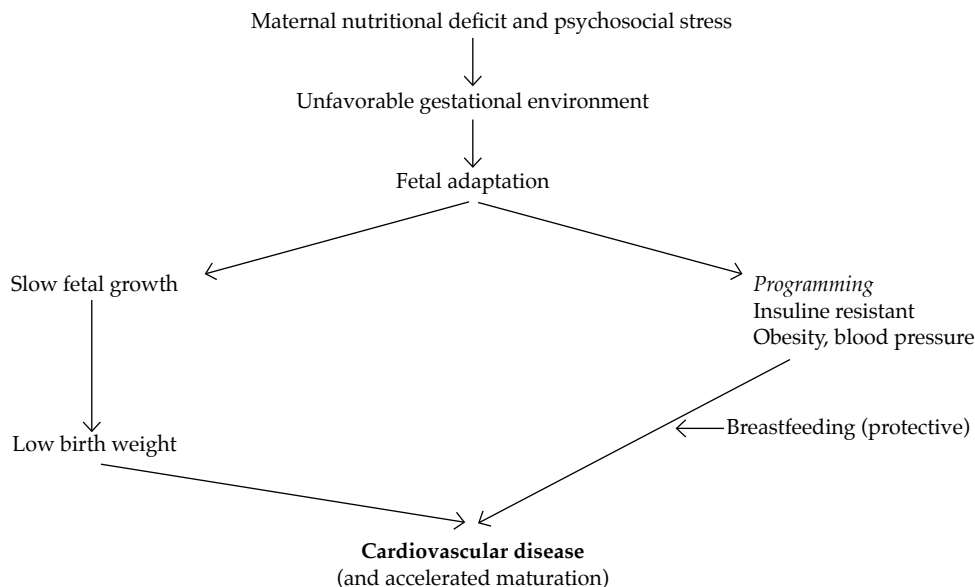 Maternal nutritional deficit and psychosocial stress
Unfavorable gestational environment
Fetal adaptation
Slow fetal growth
Programming
Insuline resistant
Obesity, blood pressure
Low birth weight
Breastfeeding (protective)
Cardiovascular disease
(and accelerated maturation)